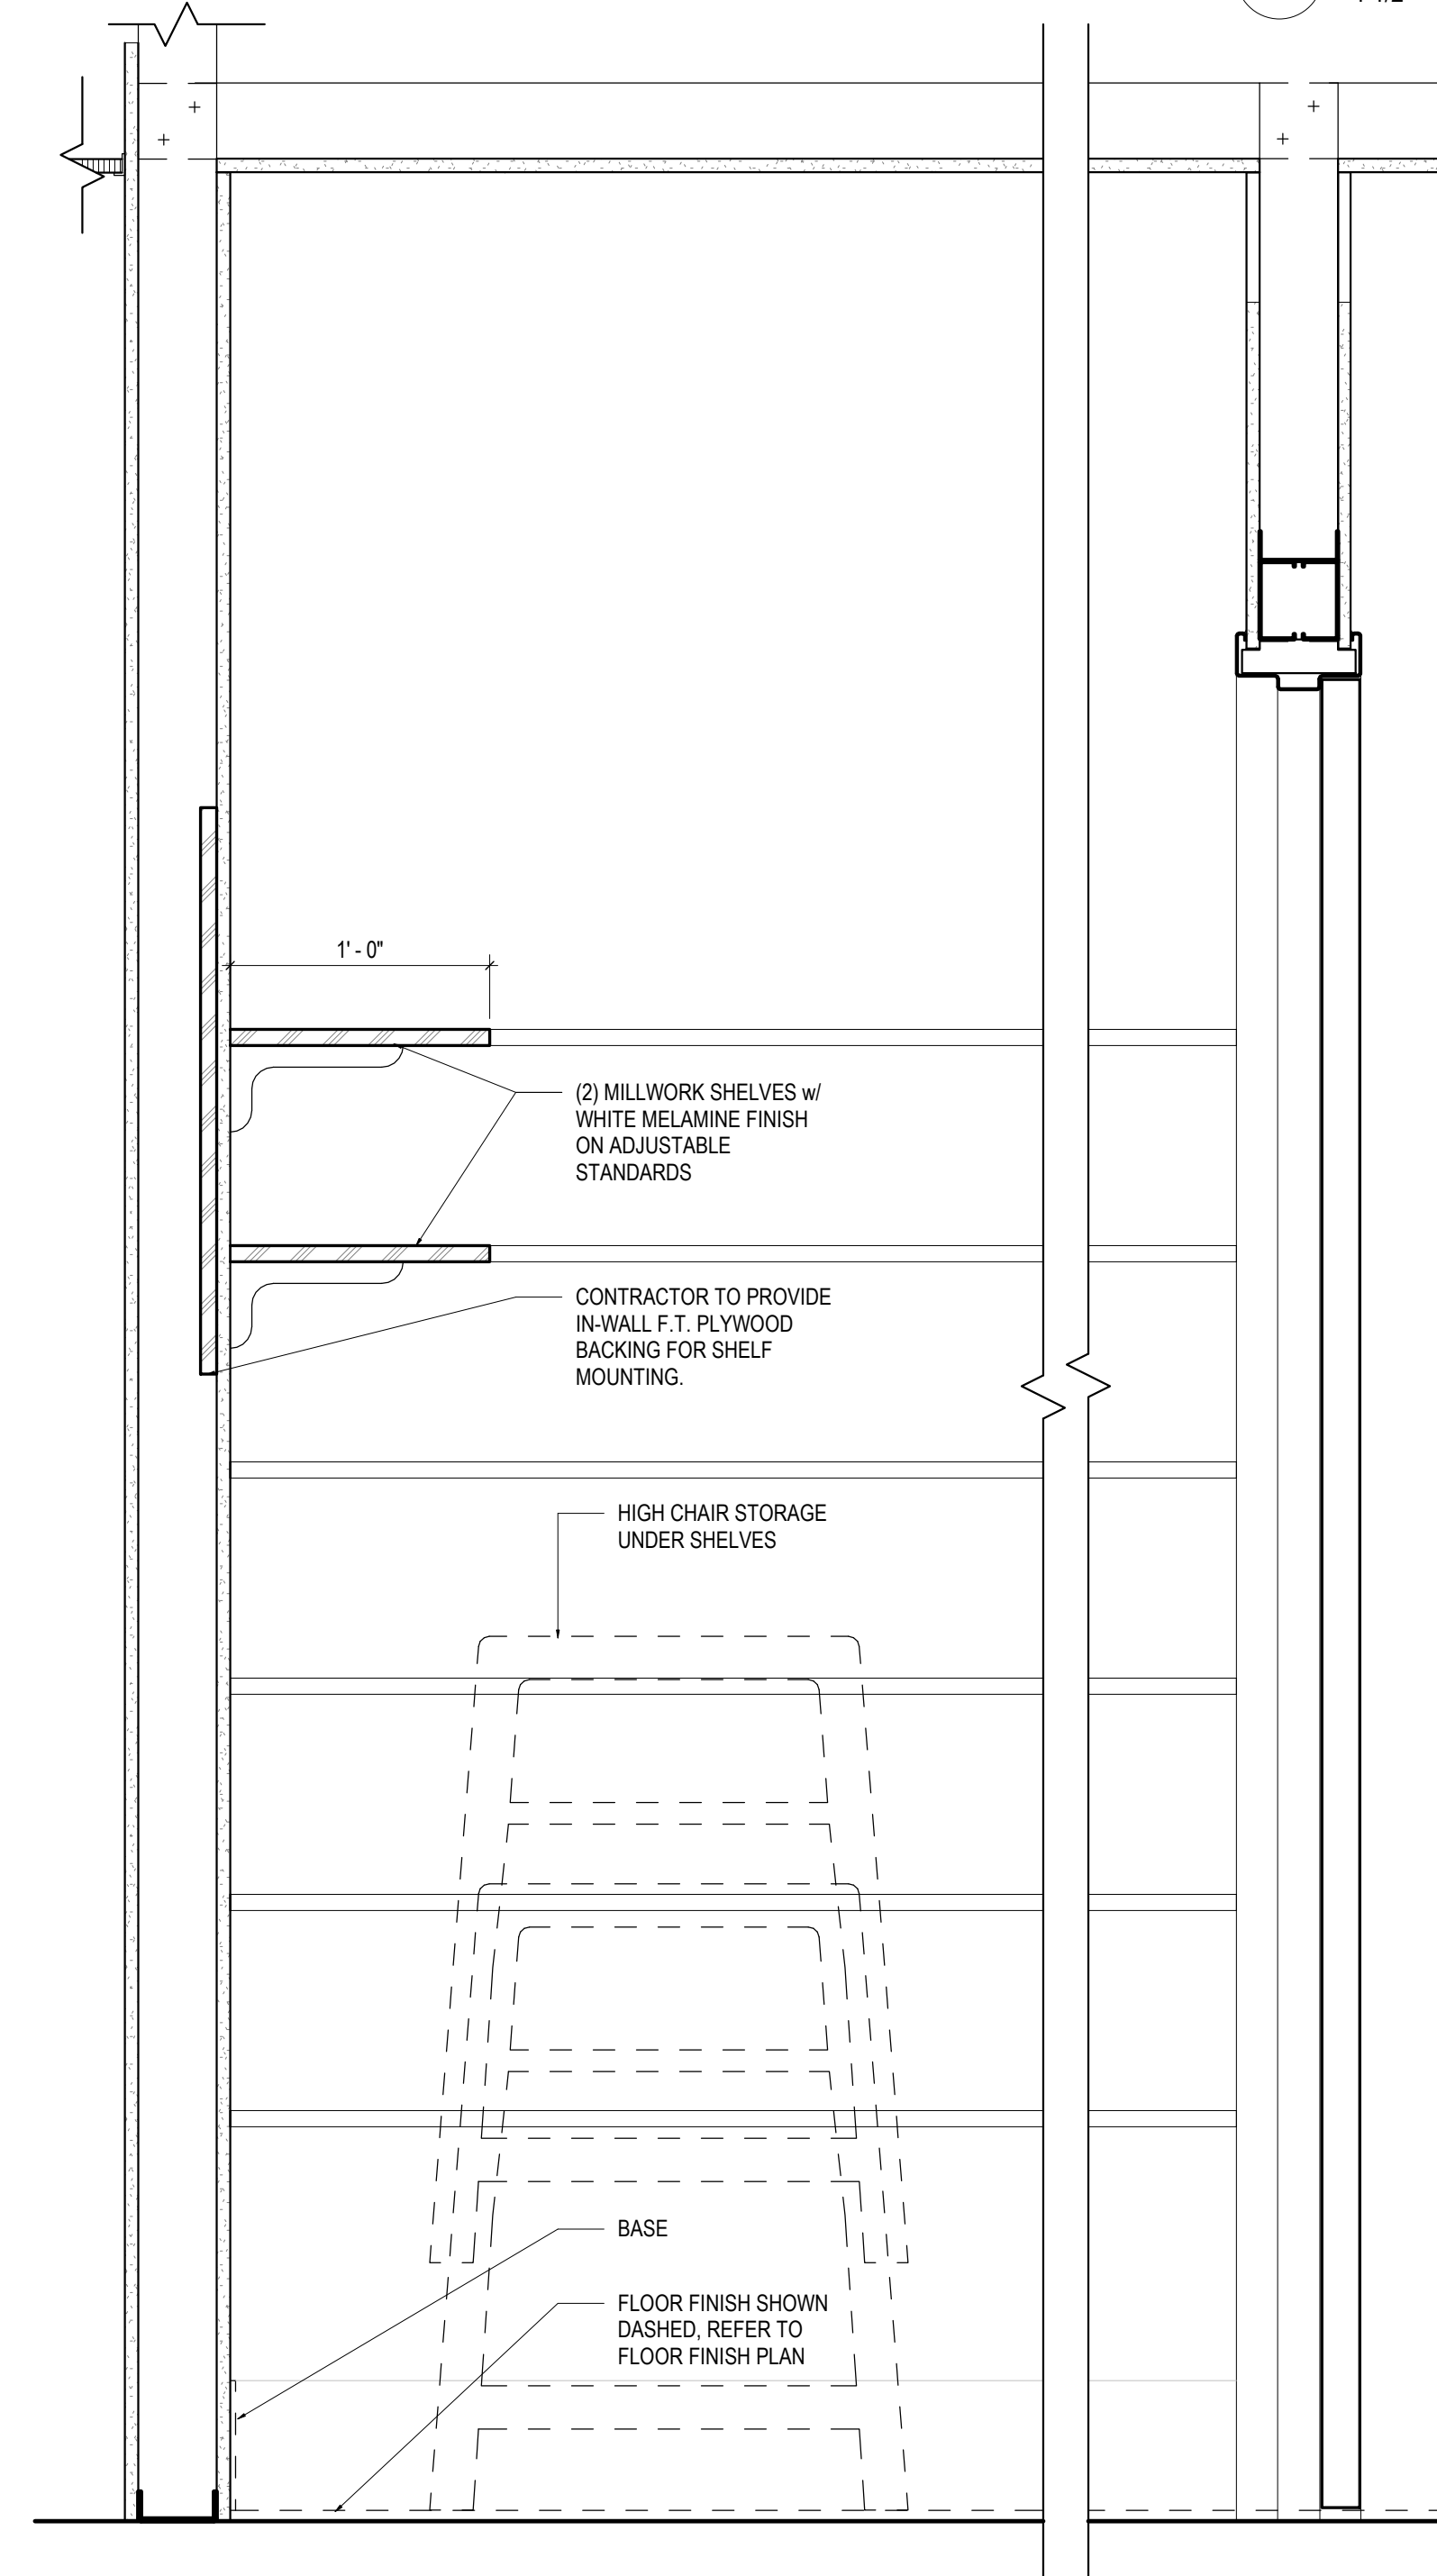 1' - 0"
(2) MILLWORK SHELVES w/
WHITE MELAMINE FINISH
ON ADJUSTABLE
STANDARDS
CONTRACTOR TO PROVIDE
IN-WALL F.T. PLYWOOD
BACKING FOR SHELF
MOUNTING.
HIGH CHAIR STORAGE
UNDER SHELVES
BASE
FLOOR FINISH SHOWN
DASHED, REFER TO
FLOOR FINISH PLAN